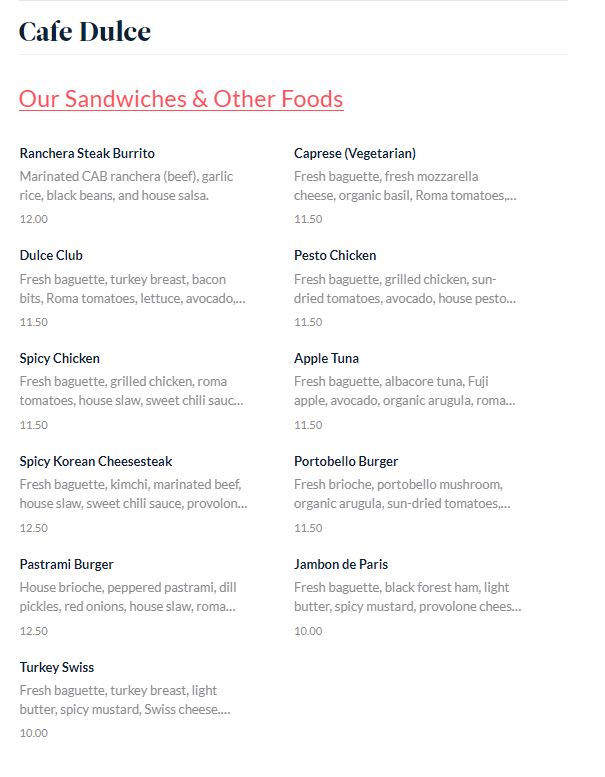 Cafe Dulce
Our Sandwiches & Other Foods
Ranchera Steak Burrito
Marinated CAB ranchera (beef), garlic
rice, black beans, and house salsa.
12.00
Caprese (Vegetarian)
Fresh baguette, fresh mozzarella
cheese, organic basil, Roma tomatoes,...
11.50
Dulce Club
Fresh baguette, turkey breast, bacon
bits, Roma tomatoes, lettuce, avocado,...
11.50
Pesto Chicken
Fresh baguette, grilled chicken, sun-
dried tomatoes, avocado, house pesto...
11.50
Spicy Chicken
Fresh baguette, grilled chicken, roma
tomatoes, house slaw, sweet chili sauc...
11.50
Apple Tuna
Fresh baguette, albacore tuna, Fuji
apple, avocado, organic arugula, roma...
11.50
Spicy Korean Cheesesteak
Fresh baguette, kimchi, marinated beef,
house slaw, sweet chili sauce, provolon...
12.50
Portobello Burger
Fresh brioche, portobello mushroom,
organic arugula, sun-dried tomatoes,...
11.50
Pastrami Burger
House brioche, peppered pastrami, dill
pickles, red onions, house slaw, roma...
12.50
Jambon de Paris
Fresh baguette, black forest ham, light
butter, spicy mustard, provolone chees...
10.00
Turkey Swiss
Fresh baguette, turkey breast, light
butter, spicy mustard, Swiss cheese....
10.00